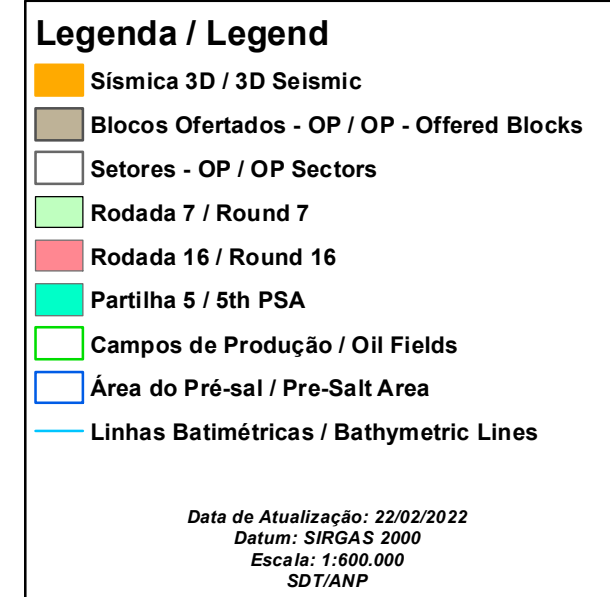 Legenda / Legend
Sísmica 3D / 3D Seismic
Blocos Ofertados - OP / OP - Offered Blocks
Setores - OP / OP Sectors
Rodada 7 / Round 7
Rodada 16 / Round 16
Partilha 5 / 5th PSA
Campos de Produção / Oil Fields
Área do Pré-sal / Pre-Salt Area
Linhas Batimétricas / Bathymetric Lines
Data de Atualização: 22/02/2022
Datum: SIRGAS 2000
Escala: 1:600.000
SDT/ANP